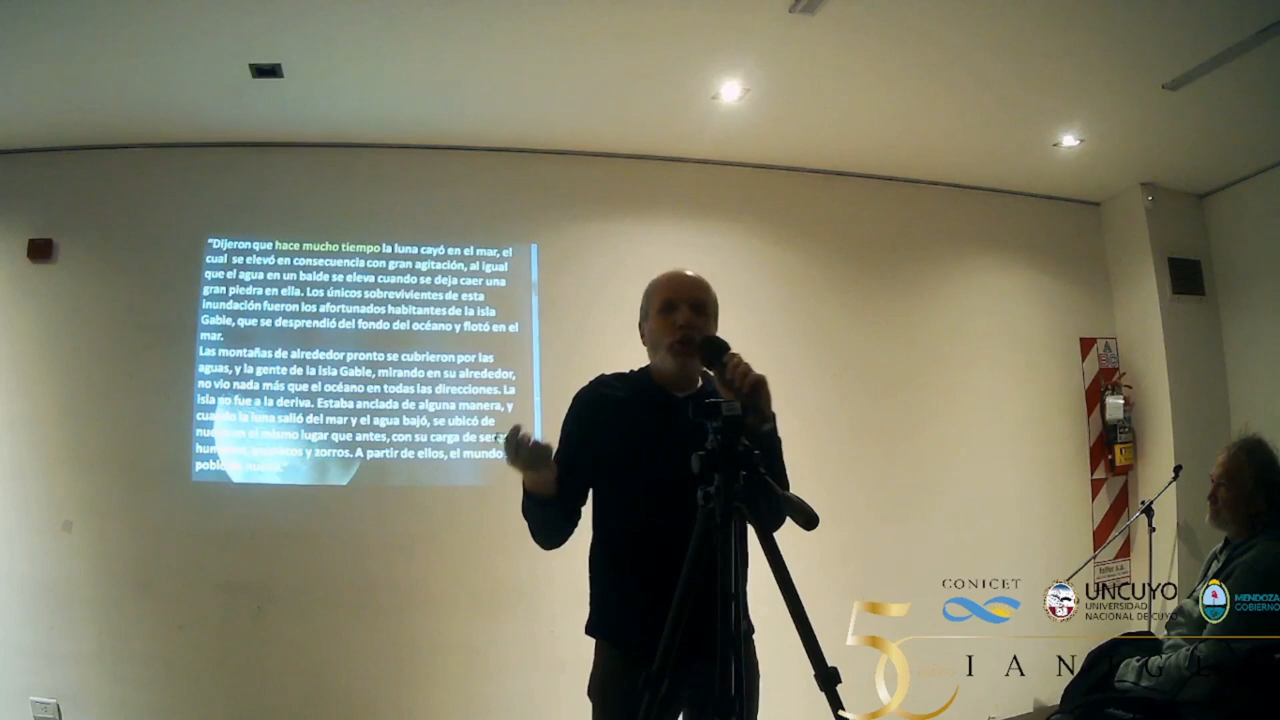 "Dijeron que hace mucho tiempo la luna cayó en el mar, el
cual se elevó en consecuencia con gran agitación, al igual
que el agua en un balde se eleva cuando se deja caer una
gran piedra en ella. Los únicos sobrevivientes de esta
inundación fueron los afortunados habitantes de la isla
Gable, que se desprendió del fondo del océano y flotó en el
mar.
Las montañas de alrededor pronto se cubrieron por las
aguas, y la gente de la isla Gable, mirando en su alrededor,
no vio nada más que el océano en todas las direcciones. La
isla no fue a la deriva. Estaba anclada de alguna manera, y
cuando la luna salió del mar y el agua bajó, se ubicó de
en el mismo lugar que antes, con su carga de
y zorros. A partir de ellos, el mundo
CONICET
UNCUYO
UNIVERSIDAD
NACIONAL DE CUYO
MENDOZA
GOBIERNO
50
IANIGLA